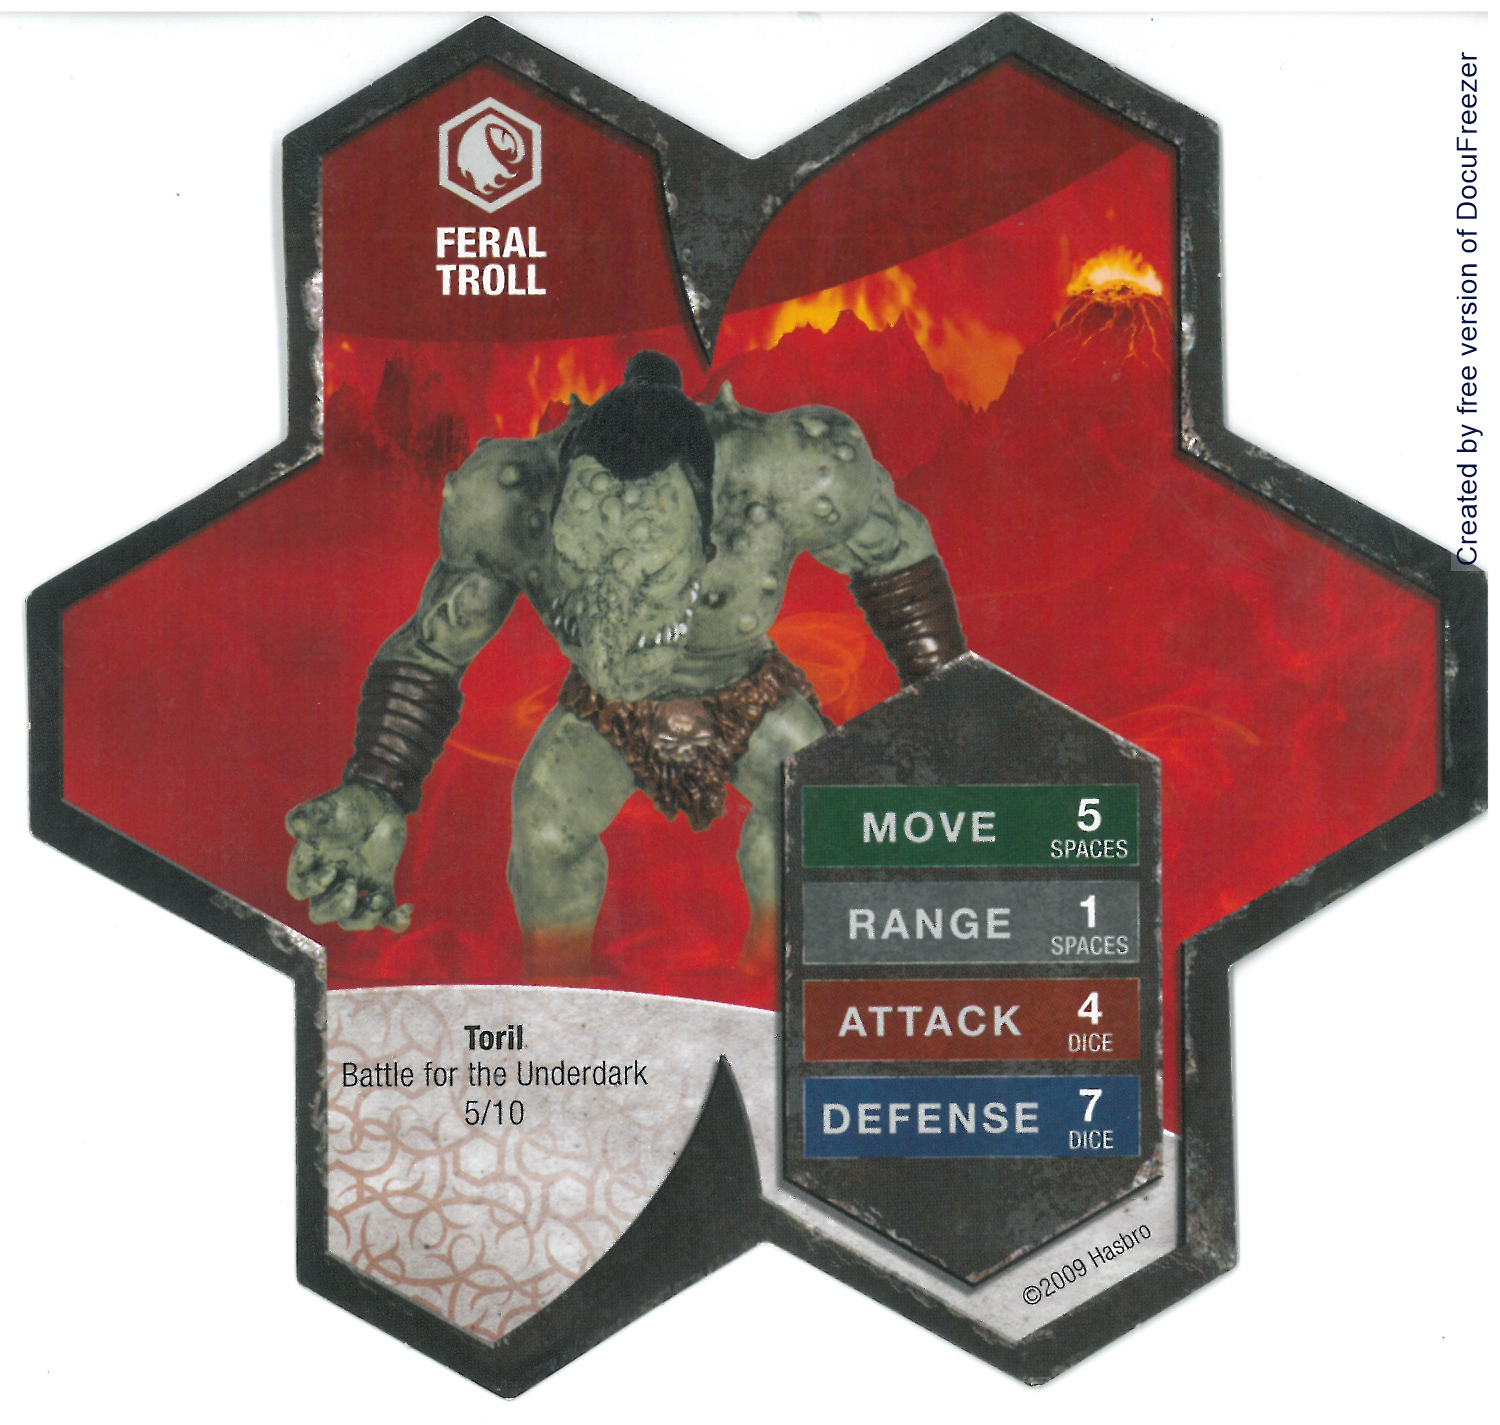 FERAL
TROLL
MOVE 5
SPACES
RANGE 1
SPACES
ATTACK 4
DICE
DEFENSE 7
DICE
Toril
Battle for the Underdark
5/10
©2009 Hasbro
Created by free version of DocuFreezer